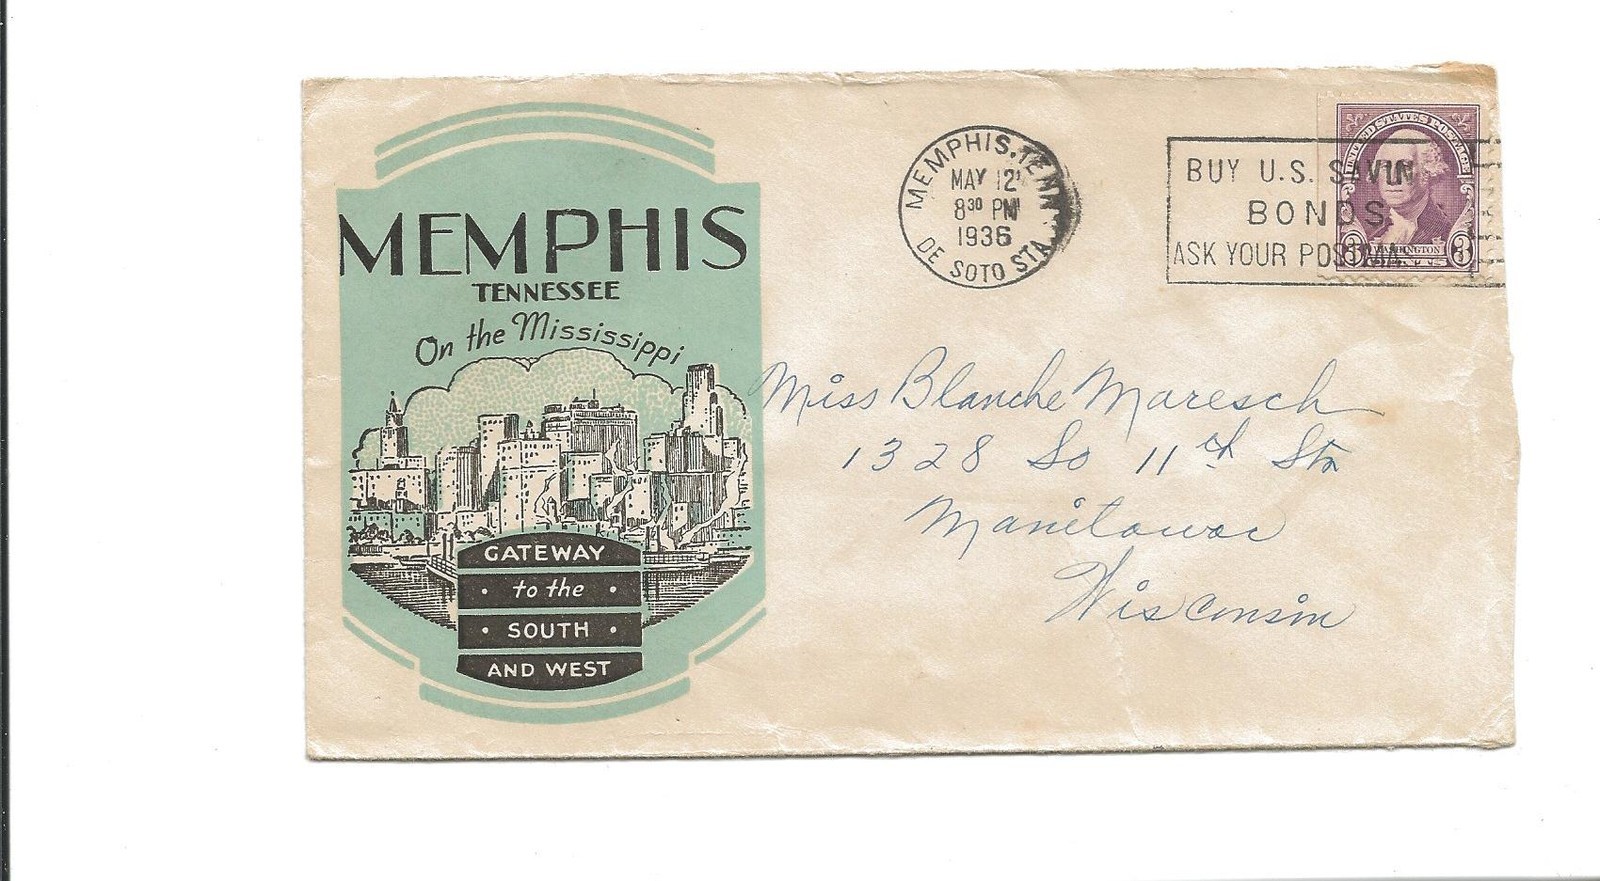 MEMPHIS
TENNESSEE
On the Mississippi
GATEWAY
• to the •
• SOUTH •
AND WEST
MEMPHIS, TENN.
MAY 12
8 30 PM
1936
DE SOTO STA.
BUY U.S. SAVIN
BONDS
ASK YOUR POSTMAS
UNITED STATES POSTAGE
3 WASHINGTON 3
Miss Blanche Maresch
1328 So 11th St
Manitowoc
Wisconsin